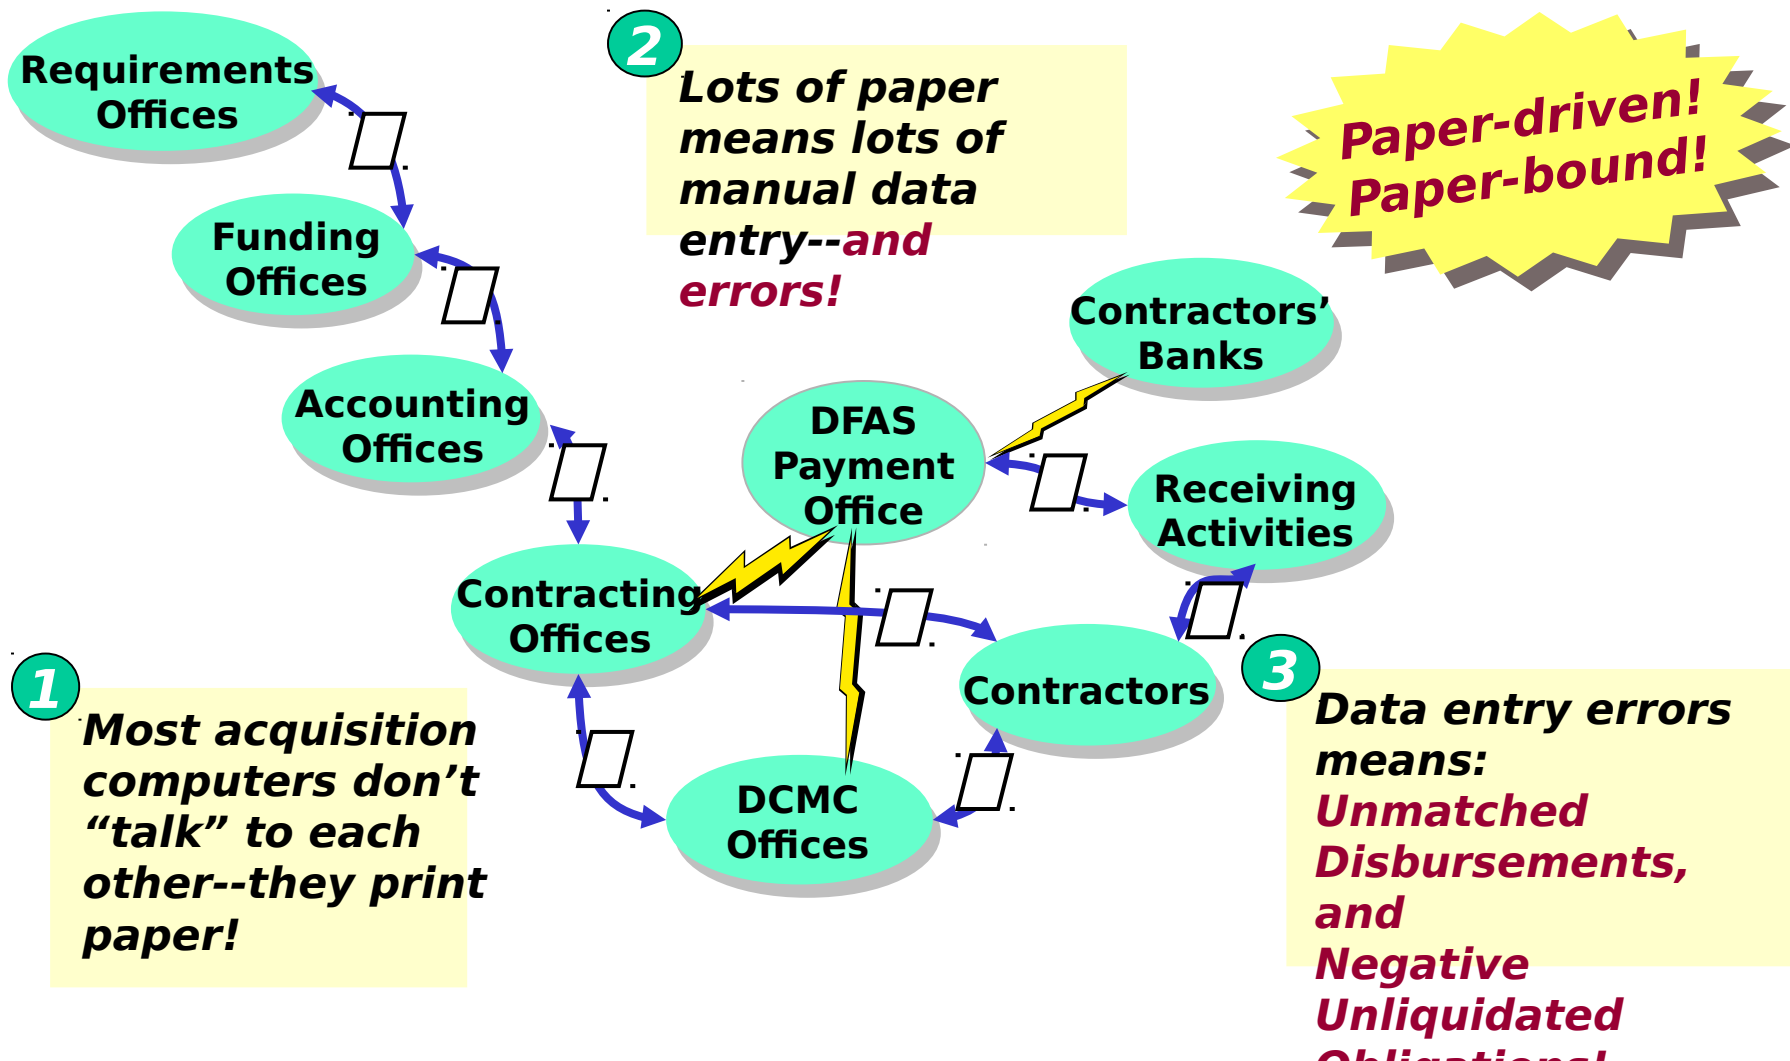 Requirements
Offices
2
Lots of paper
means lots of
manual data
entry--and
errors!
Paper-driven!
Paper-bound!
Funding
Offices
Contractors’
Banks
Accounting
Offices
DFAS
Payment
Office
Receiving
Activities
Contracting
Offices
Contractors
DCMC
Offices
1
Most acquisition
computers don’t
“talk” to each
other--they print
paper!
3
Data entry errors
means:
Unmatched
Disbursements,
and
Negative
Unliquidated
Obligations!